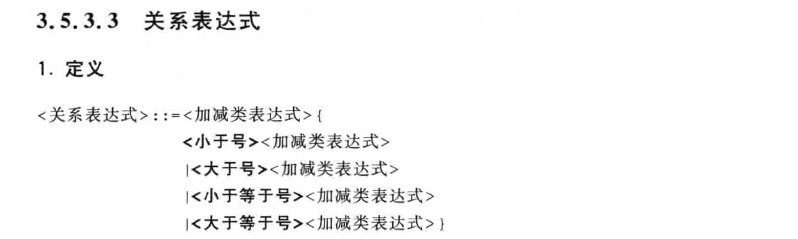 3.5.3.3 关系表达式
1. 定义
<关系表达式>::=<加减类表达式>{
<小于号><加减类表达式>
|<大于号><加减类表达式>
|<小于等于号><加减类表达式>
|<大于等于号><加减类表达式>}